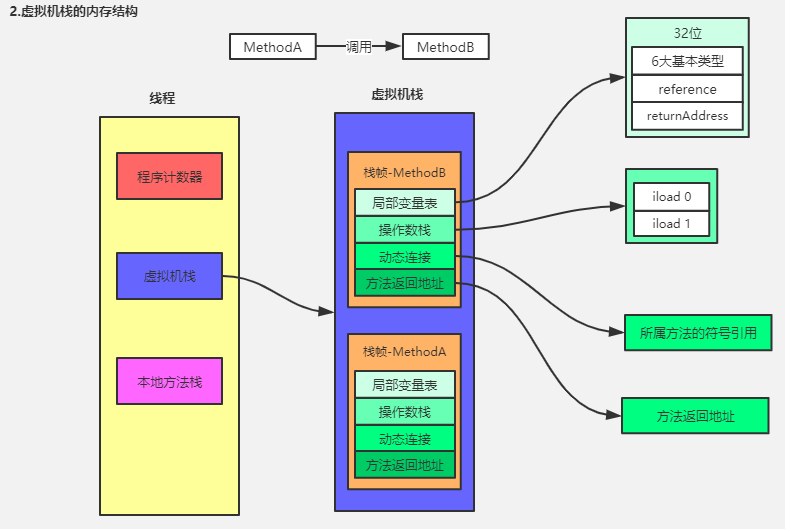 2.虚拟机栈的内存结构
MethodA
调用
MethodB
线程
程序计数器
虚拟机栈
本地方法栈
虚拟机栈
栈帧-MethodB
局部变量表
操作数栈
动态连接
方法返回地址
栈帧-MethodA
局部变量表
操作数栈
动态连接
方法返回地址
32位
6大基本类型
reference
returnAddress
iload 0
iload 1
所属方法的符号引用
方法返回地址